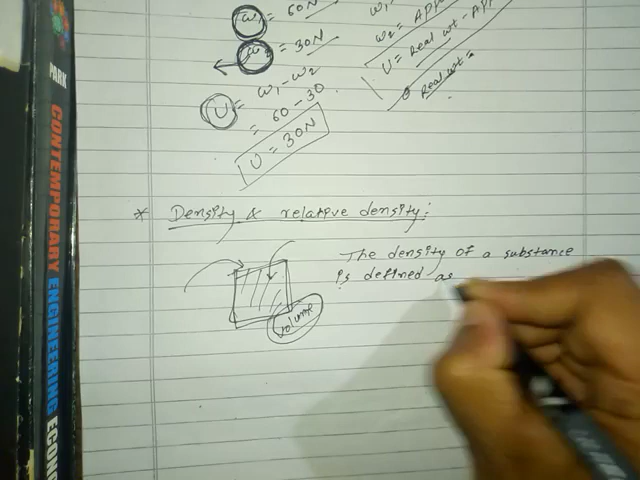 W₁ = 60N
W₂ = 30N
U = W₁ - W₂
= 60 - 30
U = 30N
W₁
W₂ = APP
U = Real wt - APP
Real wt =
* Density & relative density:
The density of a substance
is defined as
volume
PARK
CONTEMPORARY ENGINEERING ECONO